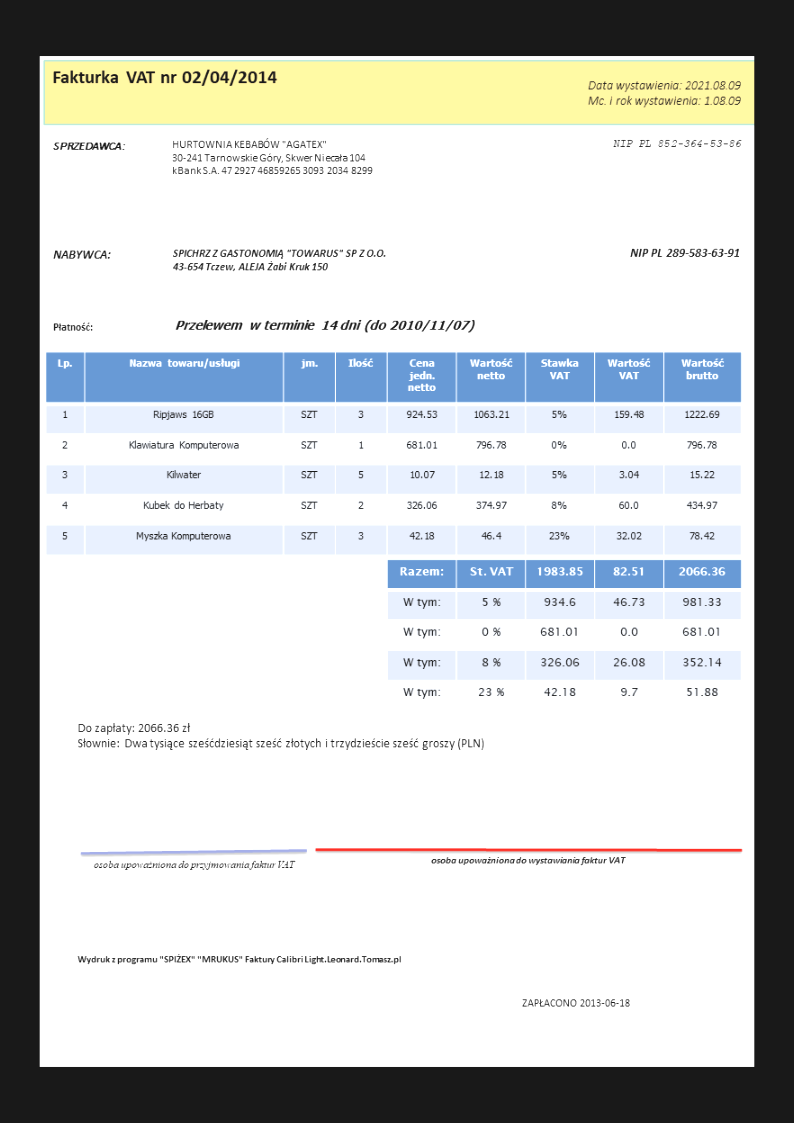 Fakturka VAT nr 02/04/2014
Data wystawienia: 2021.08.09
Mc. i rok wystawienia: 1.08.09
SPRZEDAWCA: HURTOWNIA KEBABÓW "AGATEX" NIP PL 852-364-53-86
30-241 Tarnowskie Góry, Skwer Niecała 104
kBank S.A. 47 2927 46859265 3093 2034 8299
NABYWCA: SPICHRZ Z GASTONOMIĄ "TOWARUS" SP Z O.O. NIP PL 289-583-63-91
43-654 Tczew, ALEJA Żabi Kruk 150
Płatność: Przelewem w terminie 14 dni (do 2010/11/07)
Lp. Nazwa towaru/usługi jm. Ilość Cena jedn. netto Wartość netto Stawka VAT Wartość VAT Wartość brutto
1 Ripjaws 16GB SZT 3 924.53 1063.21 5% 159.48 1222.69
2 Klawiatura Komputerowa SZT 1 681.01 796.78 0% 0.0 796.78
3 Kilwater SZT 5 10.07 12.18 5% 3.04 15.22
4 Kubek do Herbaty SZT 2 326.06 374.97 8% 60.0 434.97
5 Myszka Komputerowa SZT 3 42.18 46.4 23% 32.02 78.42
Razem: St. VAT 1983.85 82.51 2066.36
W tym: 5 % 934.6 46.73 981.33
W tym: 0 % 681.01 0.0 681.01
W tym: 8 % 326.06 26.08 352.14
W tym: 23 % 42.18 9.7 51.88
Do zapłaty: 2066.36 zł
Słownie: Dwa tysiące sześćdziesiąt sześć złotych i trzydzieście sześć groszy (PLN)
osoba upoważniona do przyjmowania faktur VAT
osoba upoważniona do wystawiania faktur VAT
Wydruk z programu "SPIŻEX" "MRUKUS" Faktury Calibri Light.Leonard.Tomasz.pl
ZAPŁACONO 2013-06-18